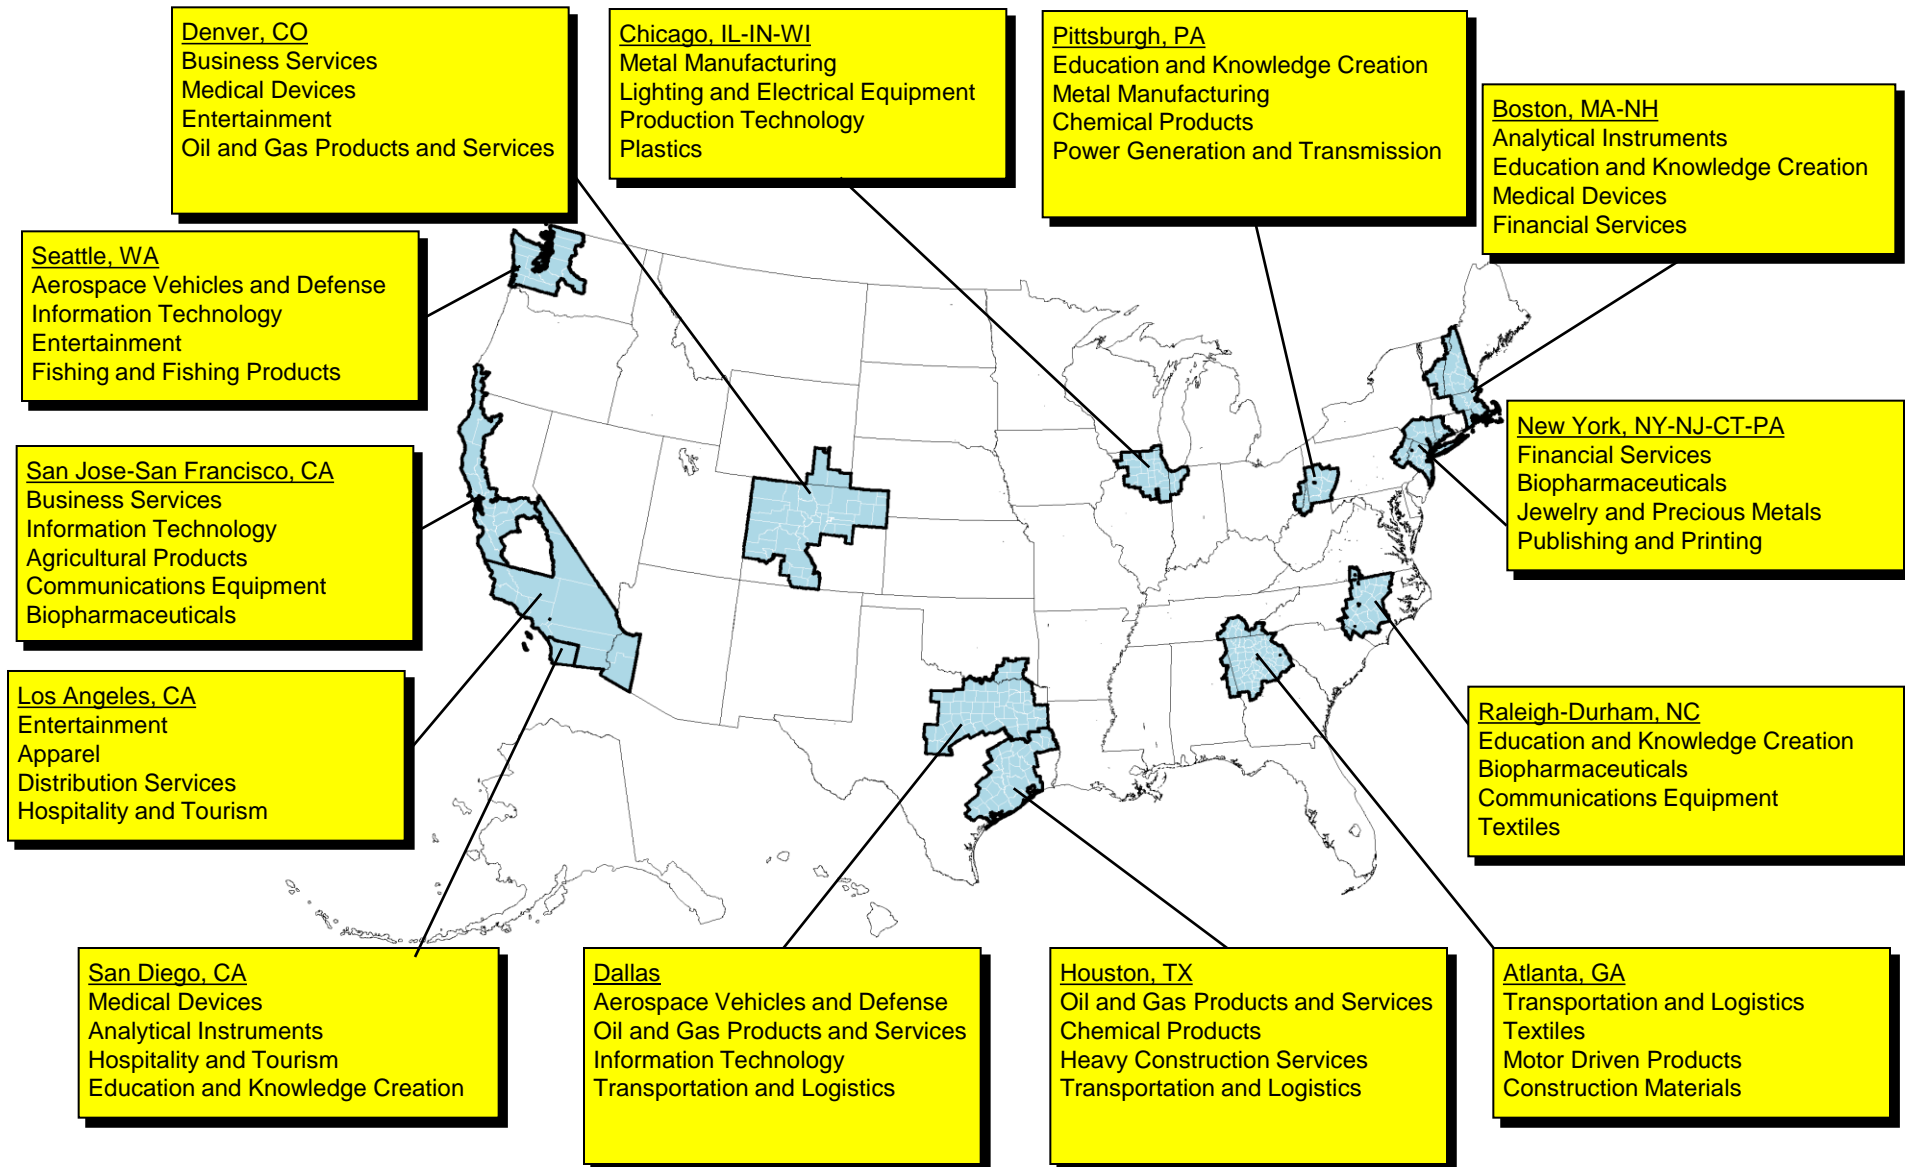 Denver, CO
Business Services
Medical Devices
Entertainment
Oil and Gas Products and Services
Chicago, IL-IN-WI
Metal Manufacturing
Lighting and Electrical Equipment
Production Technology
Plastics
Pittsburgh, PA
Education and Knowledge Creation
Metal Manufacturing
Chemical Products
Power Generation and Transmission
Boston, MA-NH
Analytical Instruments
Education and Knowledge Creation
Medical Devices
Financial Services
Seattle, WA
Aerospace Vehicles and Defense
Information Technology
Entertainment
Fishing and Fishing Products
New York, NY-NJ-CT-PA
Financial Services
Biopharmaceuticals
Jewelry and Precious Metals
Publishing and Printing
San Jose-San Francisco, CA
Business Services
Information Technology
Agricultural Products
Communications Equipment
Biopharmaceuticals
Los Angeles, CA
Entertainment
Apparel
Distribution Services
Hospitality and Tourism
Raleigh-Durham, NC
Education and Knowledge Creation
Biopharmaceuticals
Communications Equipment
Textiles
San Diego, CA
Medical Devices
Analytical Instruments
Hospitality and Tourism
Education and Knowledge Creation
Dallas
Aerospace Vehicles and Defense
Oil and Gas Products and Services
Information Technology
Transportation and Logistics
Houston, TX
Oil and Gas Products and Services
Chemical Products
Heavy Construction Services
Transportation and Logistics
Atlanta, GA
Transportation and Logistics
Textiles
Motor Driven Products
Construction Materials